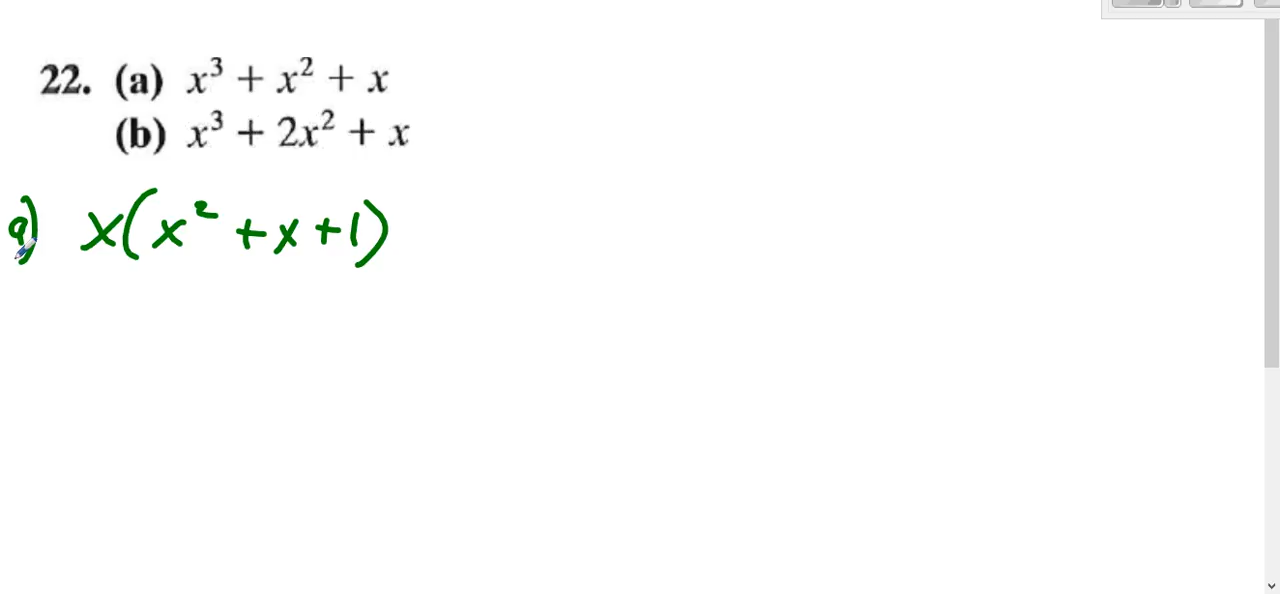 22. (a) x³ + x² + x
(b) x³ + 2x² + x
a) x(x² + x + 1)